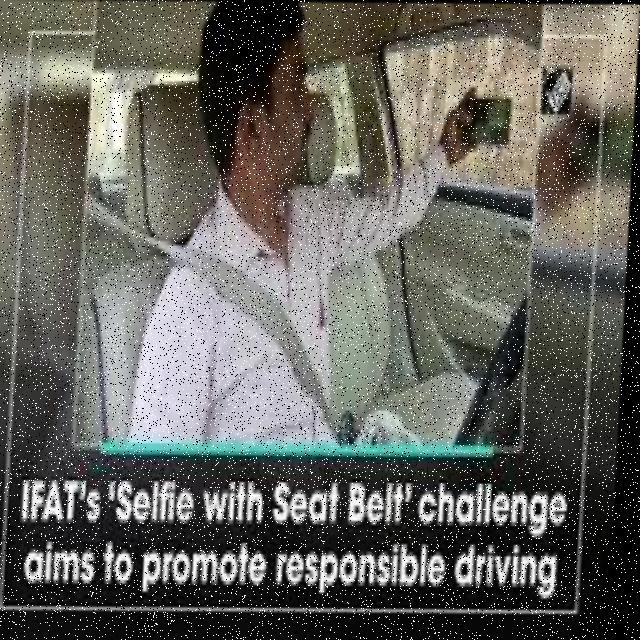 IFAT's 'Selfie with Seat Belt' challenge
aims to promote responsible driving